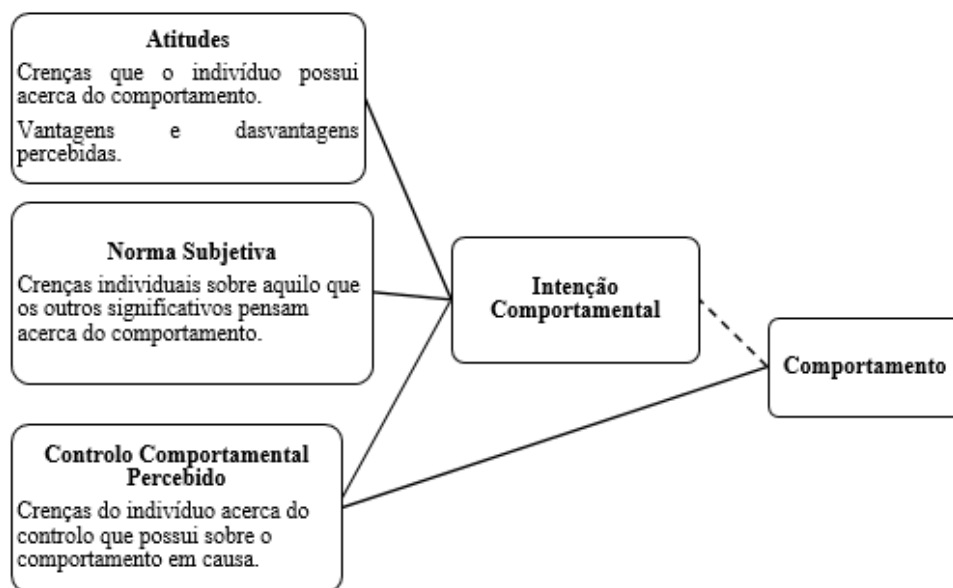 Atitudes
Crenças que o indivíduo possui
acerca do comportamento.
Vantagens e dasvantagens
percebidas.
Norma Subjetiva
Crenças individuais sobre aquilo que
os outros significativos pensam
acerca do comportamento.
Controlo Comportamental
Percebido
Crenças do indivíduo acerca do
controlo que possui sobre o
comportamento em causa.
Intenção
Comportamental
Comportamento